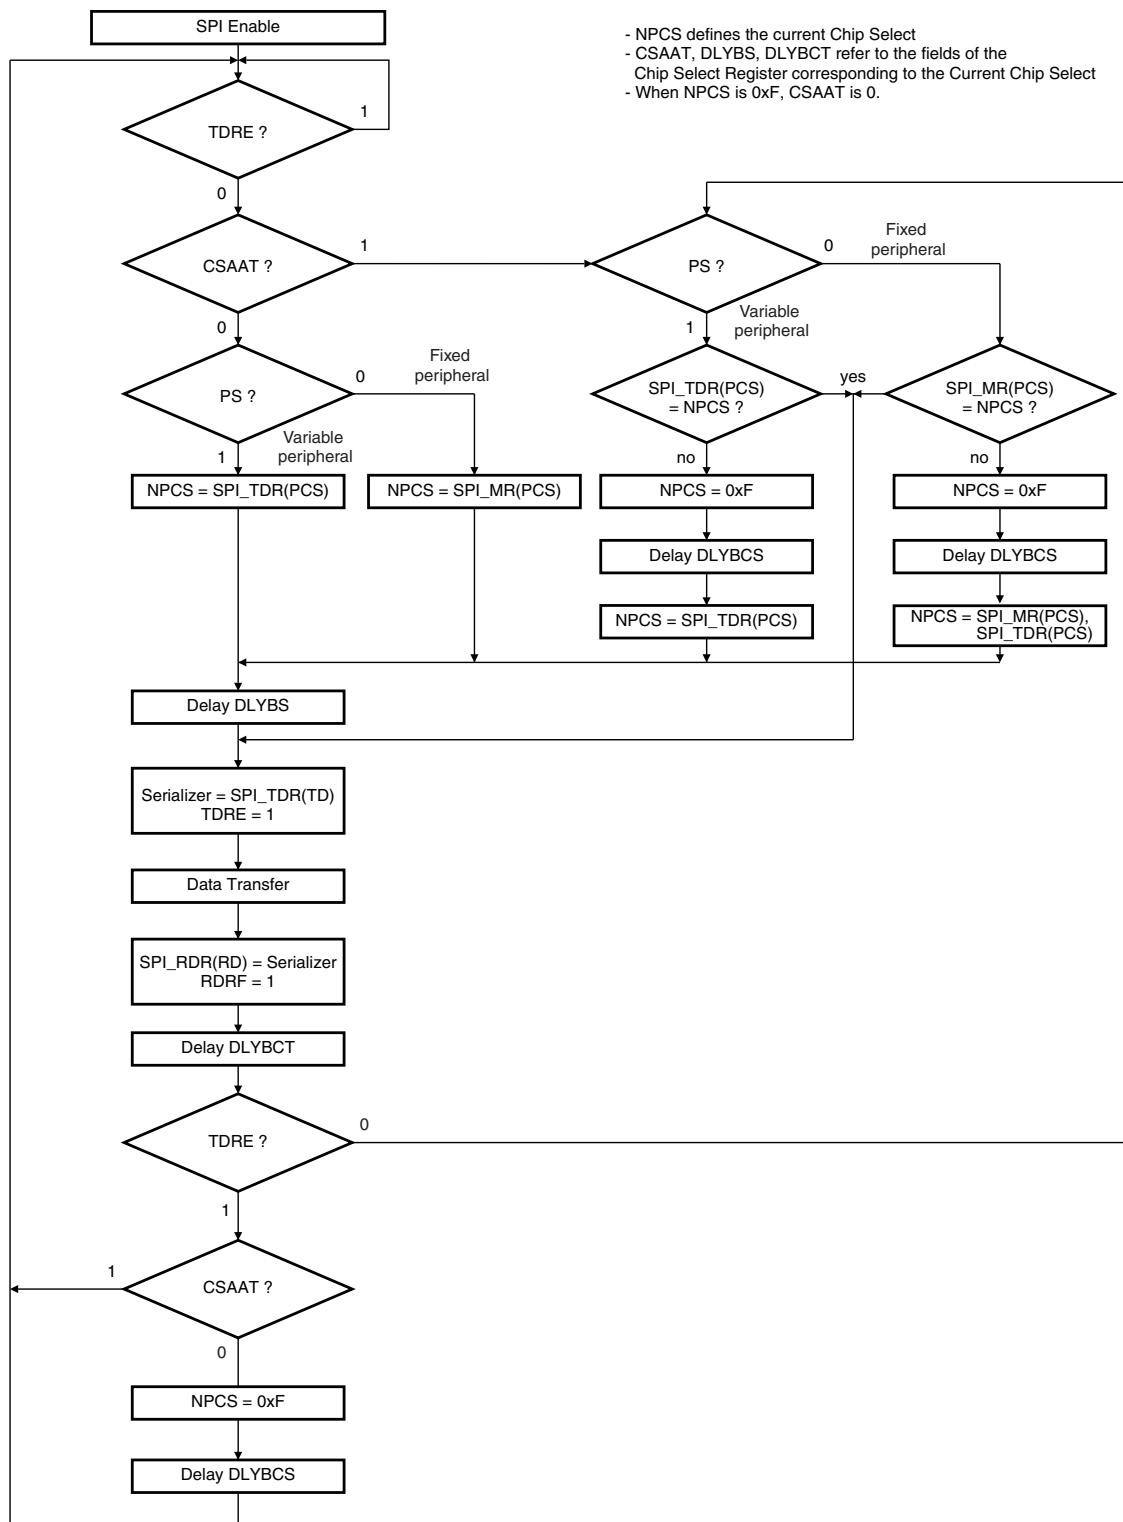 SPI Enable
- NPCS defines the current Chip Select
- CSAAT, DLYBS, DLYBCT refer to the fields of the
Chip Select Register corresponding to the Current Chip Select
- When NPCS is 0xF, CSAAT is 0.
TDRE ?
1
0
CSAAT ?
1
0
PS ?
0
Fixed
peripheral
1
Variable
peripheral
PS ?
0
Fixed
peripheral
1
Variable
peripheral
SPI_TDR(PCS)
= NPCS ?
yes
SPI_MR(PCS)
= NPCS ?
no
no
NPCS = SPI_TDR(PCS)
NPCS = SPI_MR(PCS)
NPCS = 0xF
NPCS = 0xF
Delay DLYBCS
Delay DLYBCS
NPCS = SPI_TDR(PCS)
NPCS = SPI_MR(PCS),
SPI_TDR(PCS)
Delay DLYBS
Serializer = SPI_TDR(TD)
TDRE = 1
Data Transfer
SPI_RDR(RD) = Serializer
RDRF = 1
Delay DLYBCT
TDRE ?
0
1
CSAAT ?
1
0
NPCS = 0xF
Delay DLYBCS